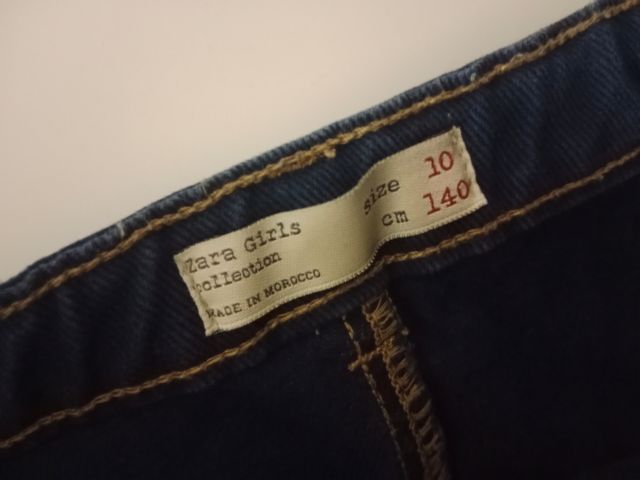 Zara Girls
collection
MADE IN MOROCCO
size 10
cm 140